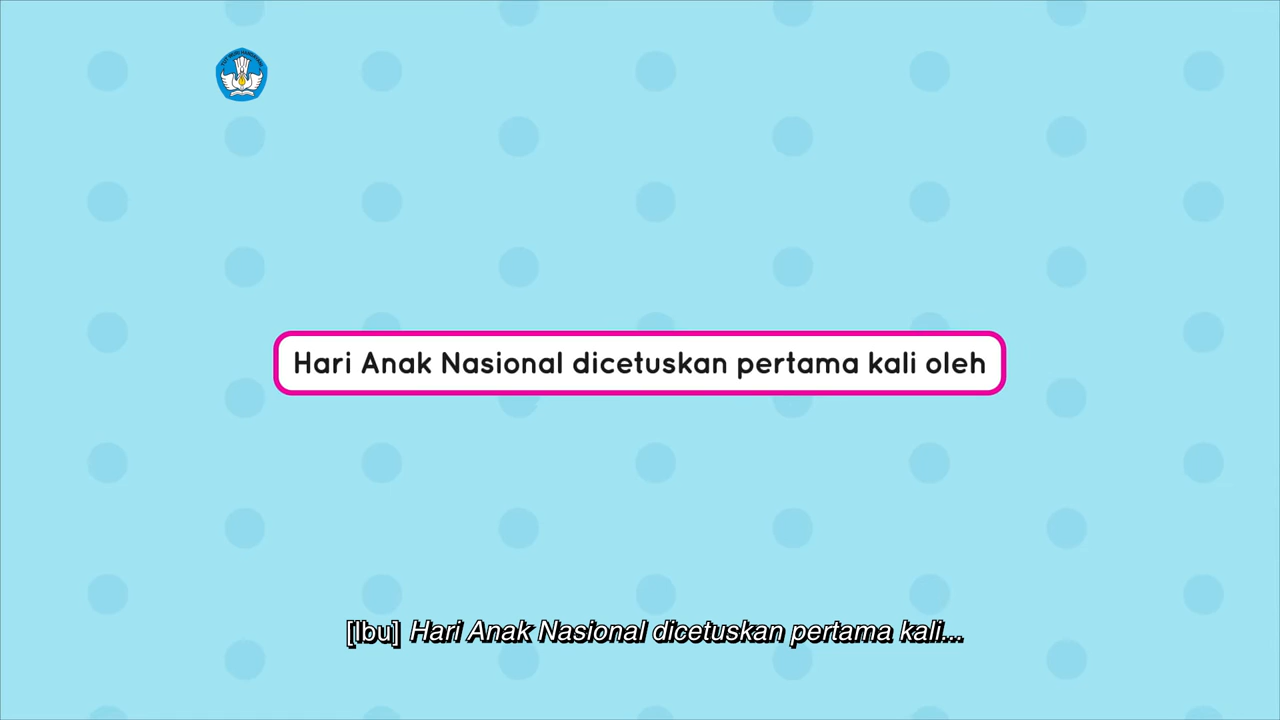 Hari Anak Nasional dicetuskan pertama kali oleh
[Ibu] Hari Anak Nasional dicetuskan pertama kali...